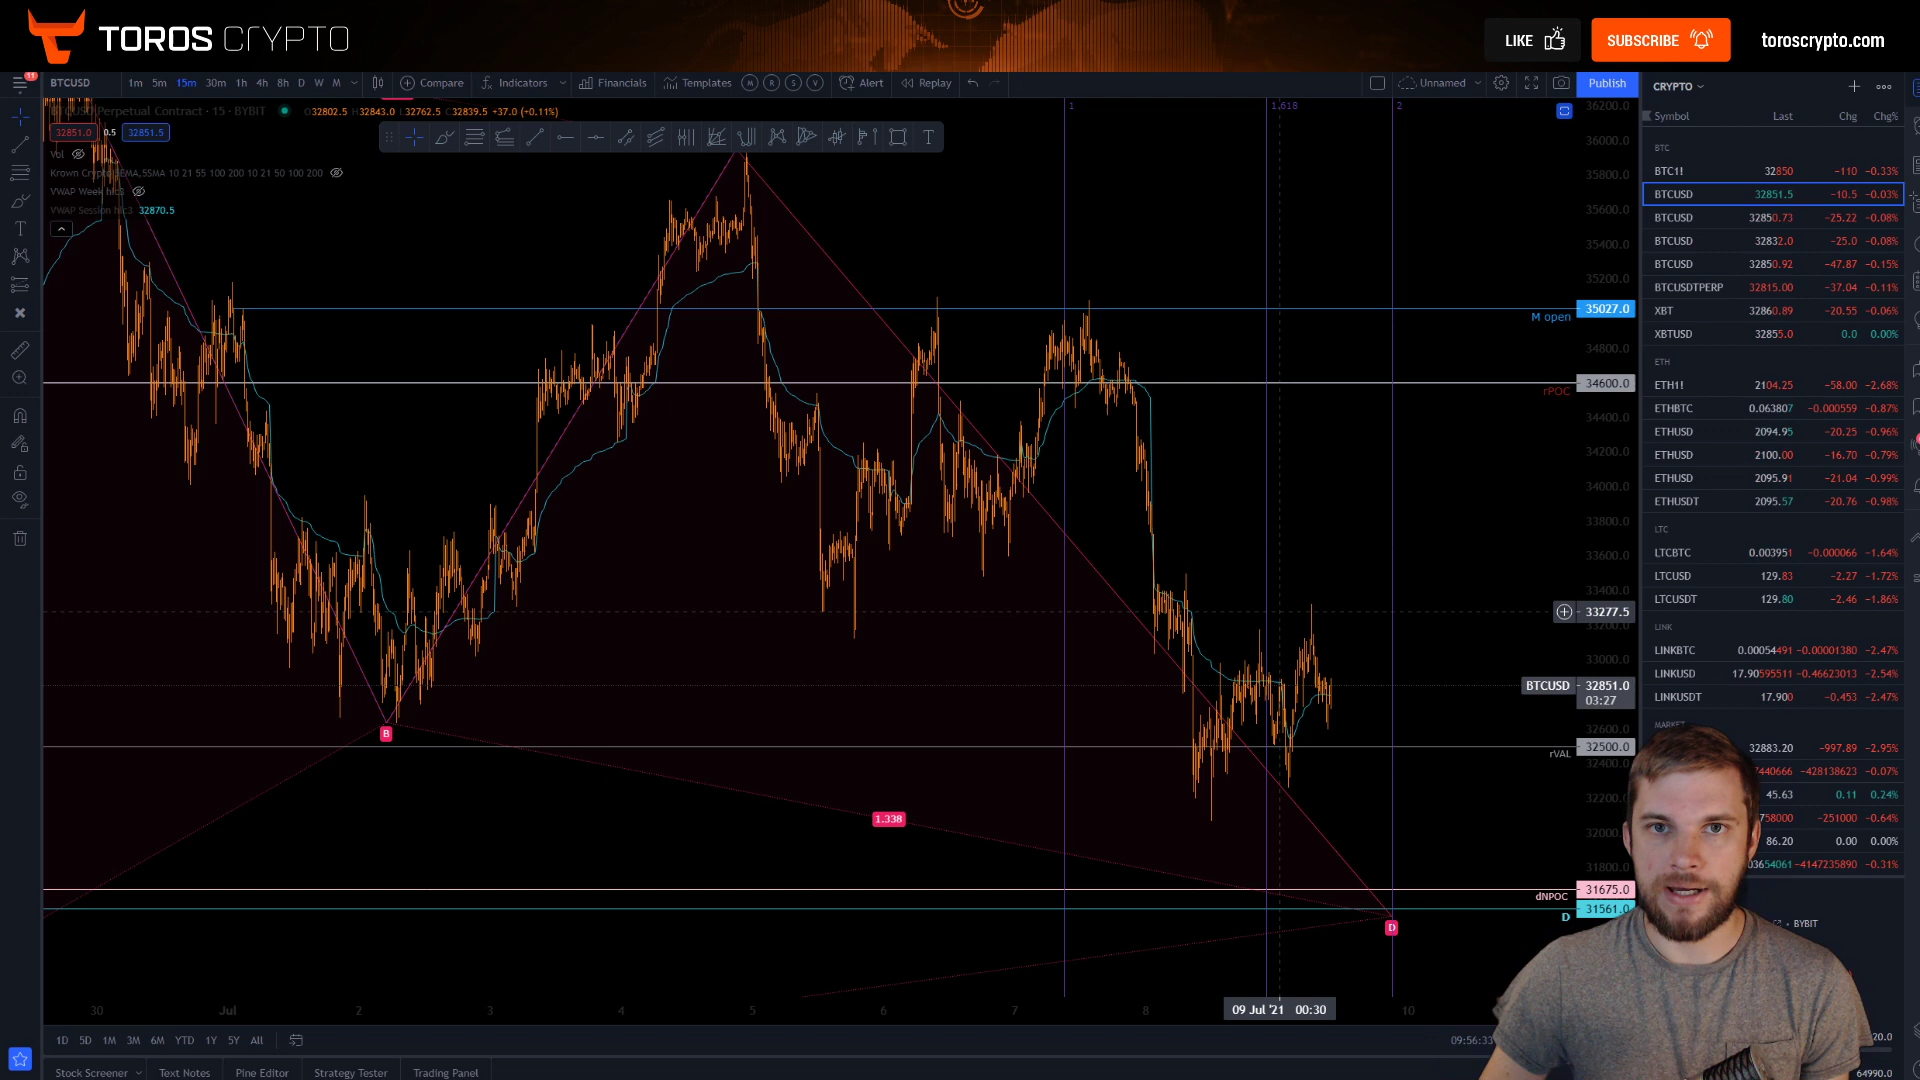 TOROS CRYPTO
LIKE
SUBSCRIBE
toroscrypto.com
11
BTCUSD 1m 5m 15m 30m 1h 4h 8h D W M Compare Indicators Financials Templates M R S V Alert Replay Unnamed Publish
CRYPTO
BTCUSD Perpetual Contract · 15 · BYBIT O32802.5 H32843.0 L32762.5 C32839.5 +37.0 (+0.11%)
32851.0 0.5 32851.5
Vol
Krown Crypto 5EMA,5SMA 10 21 55 100 200 10 21 50 100 200
VWAP Week hlc3
VWAP Session hlc3 32870.5
1
1.618
2
36200.0
36000.0
35800.0
35600.0
35400.0
35200.0
35027.0
M open
34800.0
34600.0
rPOC
34400.0
34200.0
34000.0
33800.0
33600.0
33400.0
33277.5
33200.0
33000.0
BTCUSD 32851.0
03:27
32600.0
32500.0
rVAL
32400.0
32200.0
32000.0
31800.0
31675.0
dNPOC
31561.0
D
B
1.338
D
30 Jul 2 3 4 5 6 7 8 09 Jul '21 00:30 10
1D 5D 1M 3M 6M YTD 1Y 5Y All
09:56:33
Stock Screener Text Notes Pine Editor Strategy Tester Trading Panel
Symbol Last Chg Chg%
BTC
BTC1! 32850 −110 −0.33%
BTCUSD 32851.5 −10.5 −0.03%
BTCUSD 32850.73 −25.22 −0.08%
BTCUSD 32832.0 −25.0 −0.08%
BTCUSD 32850.92 −47.87 −0.15%
BTCUSDTPERP 32815.00 −37.04 −0.11%
XBT 32860.89 −20.55 −0.06%
XBTUSD 32855.0 0.0 0.00%
ETH
ETH1! 2104.25 −58.00 −2.68%
ETHBTC 0.063807 −0.000559 −0.87%
ETHUSD 2094.95 −20.25 −0.96%
ETHUSD 2100.00 −16.70 −0.79%
ETHUSD 2095.91 −21.04 −0.99%
ETHUSDT 2095.57 −20.76 −0.98%
LTC
LTCBTC 0.003951 −0.000066 −1.64%
LTCUSD 129.83 −2.27 −1.72%
LTCUSDT 129.80 −2.46 −1.86%
LINK
LINKBTC 0.00054491 −0.00001380 −2.47%
LINKUSD 17.90595511 −0.46623013 −2.54%
LINKUSDT 17.900 −0.453 −2.47%
MARKET
32883.20 −997.89 −2.95%
7440666 −428138623 −0.07%
45.63 0.11 0.24%
758000 −251000 −0.64%
86.20 0.00 0.00%
03654061 −4147235890 −0.31%
BYBIT
20.0
64990.0